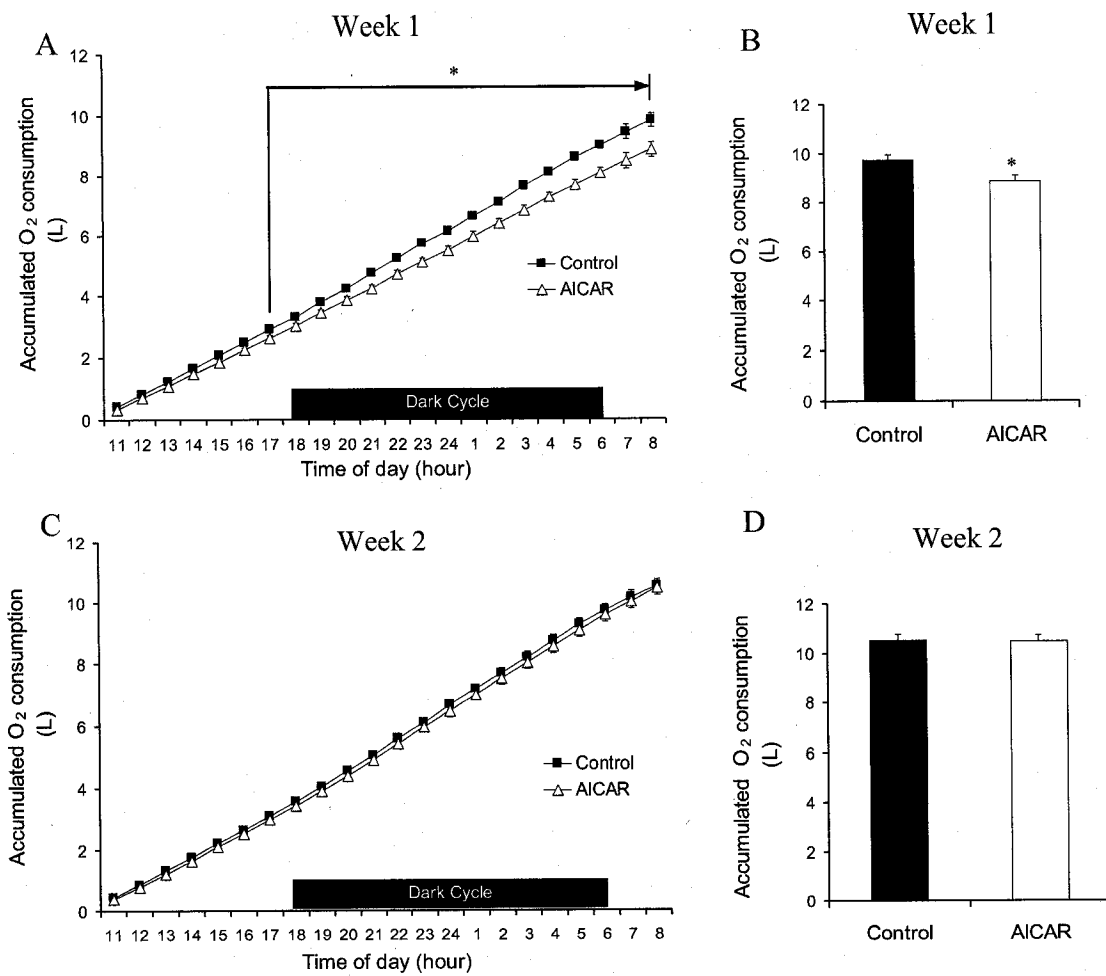 A
Week 1
12
10
8
6
4
2
0
Accumulated O2 consumption
(L)
*
Control
AICAR
Dark Cycle
11 12 13 14 15 16 17 18 19 20 21 22 23 24 1 2 3 4 5 6 7 8
Time of day (hour)
B
Week 1
12
10
8
6
4
2
0
Accumulated O2 consumption
(L)
*
Control AICAR
C
Week 2
12
10
8
6
4
2
0
Accumulated O2 consumption
(L)
Control
AICAR
Dark Cycle
11 12 13 14 15 16 17 18 19 20 21 22 23 24 1 2 3 4 5 6 7 8
Time of day (hour)
D
Week 2
12
10
8
6
4
2
0
Accumulated O2 consumption
(L)
Control AICAR